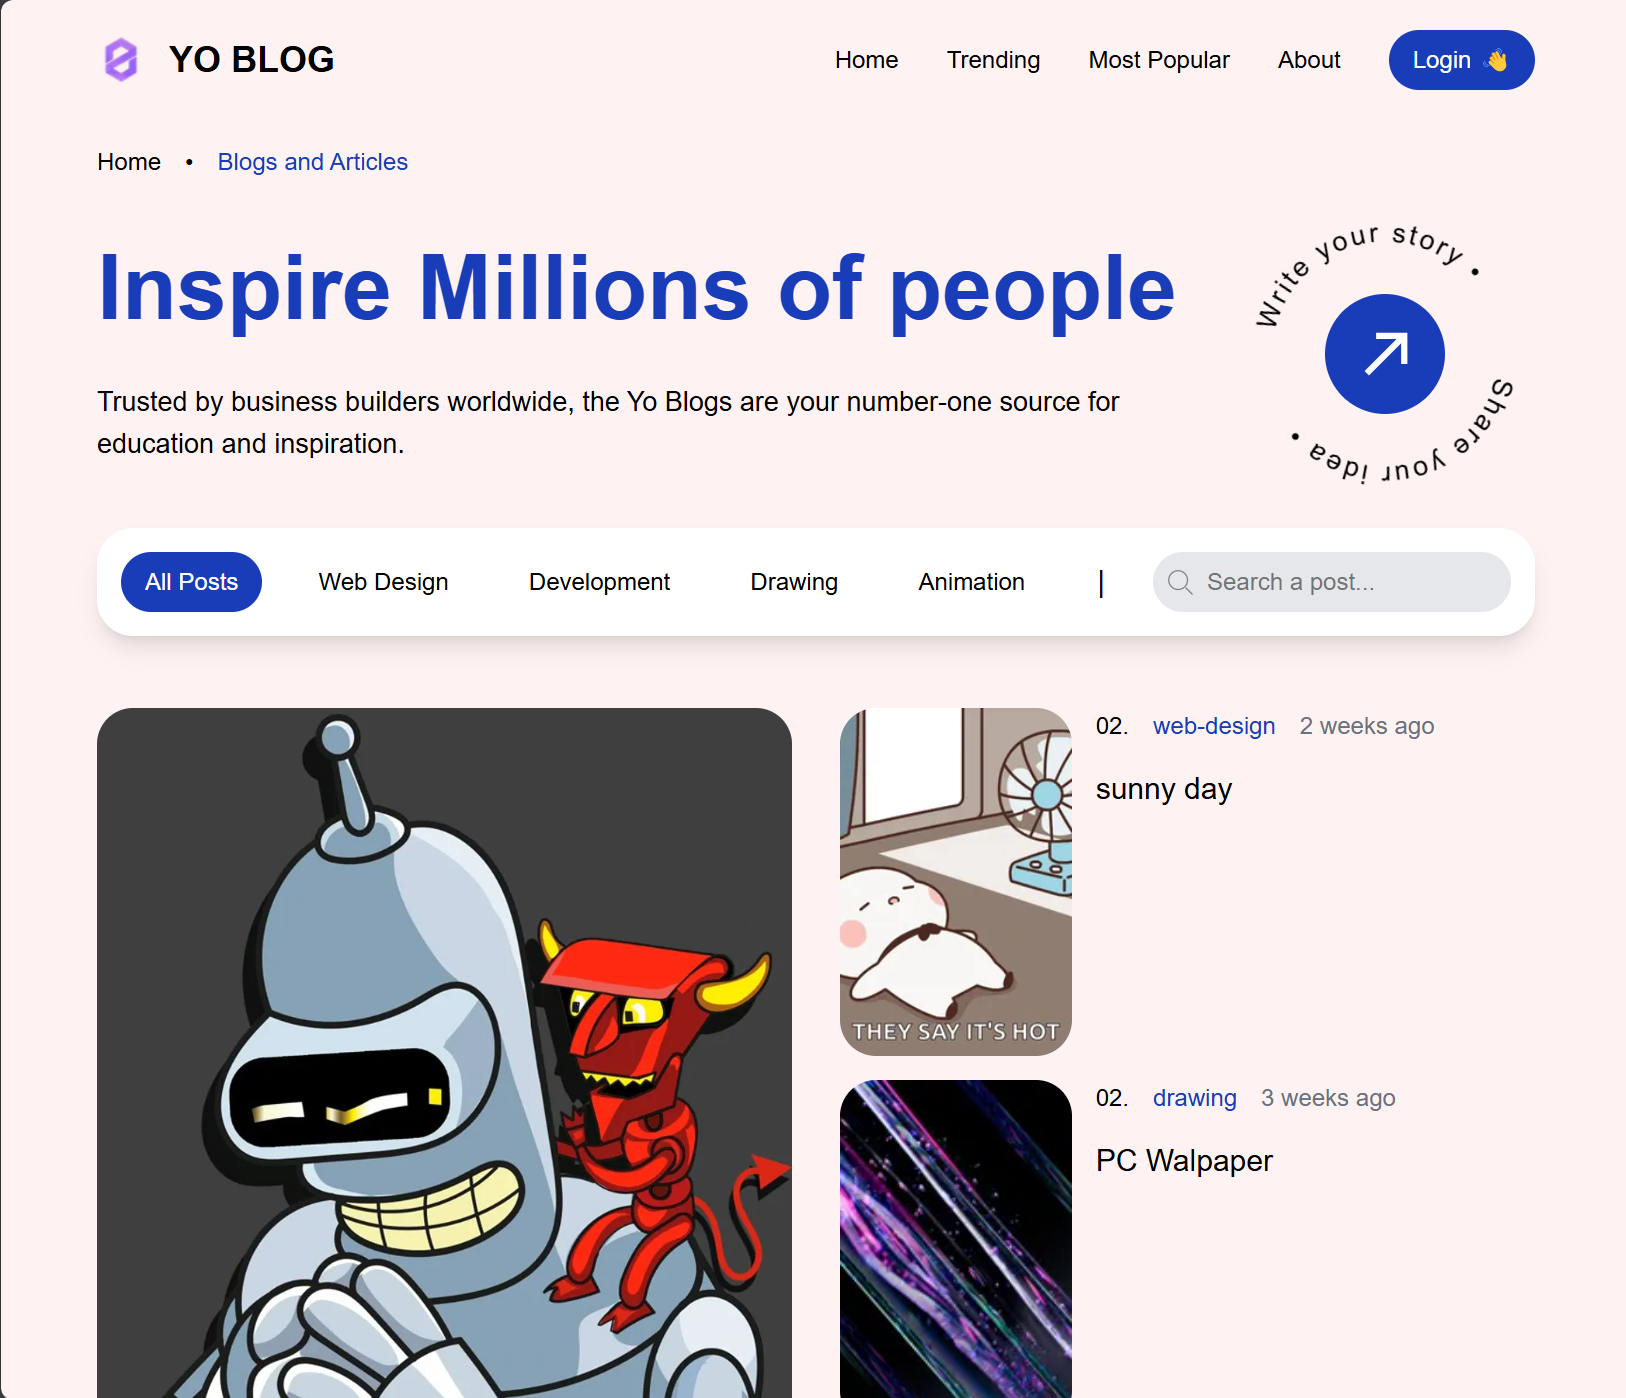 YO BLOG
Home
Trending
Most Popular
About
Login 👋
Home • Blogs and Articles
Inspire Millions of people
Trusted by business builders worldwide, the Yo Blogs are your number-one source for
education and inspiration.
Write your story •
Share your idea •
All Posts
Web Design
Development
Drawing
Animation
|
Search a post...
02. web-design 2 weeks ago
sunny day
THEY SAY IT'S HOT
02. drawing 3 weeks ago
PC Walpaper